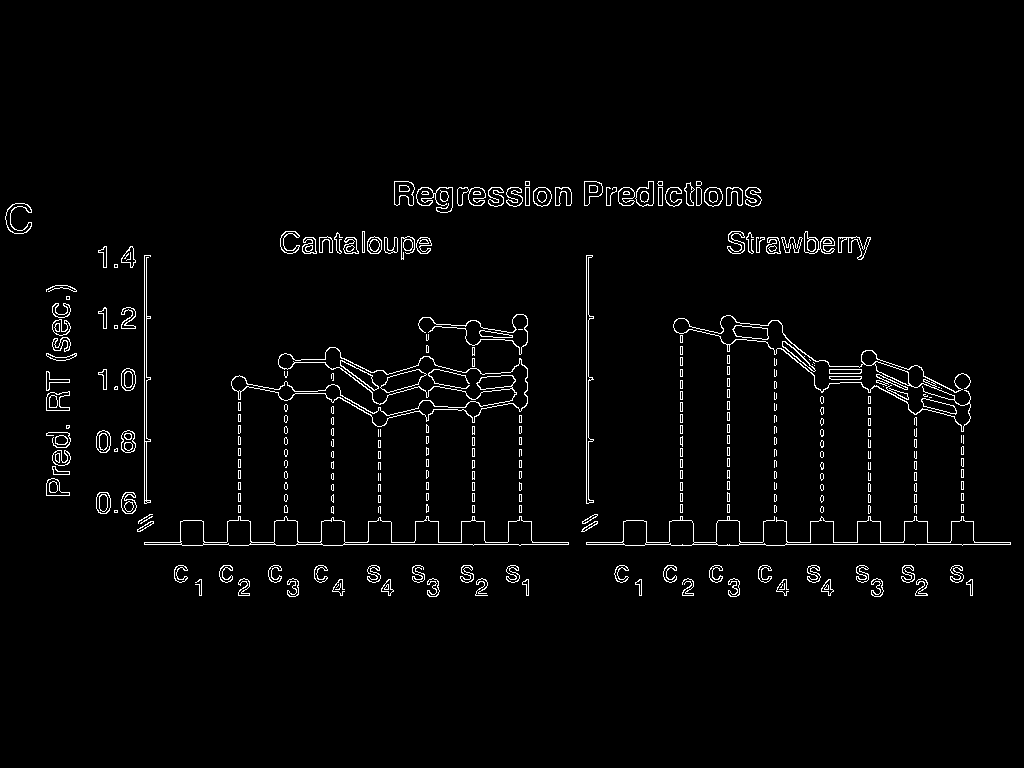 C
Regression Predictions
Cantaloupe
Strawberry
Pred. RT (sec.)
1.4
1.2
1.0
0.8
0.6
c1 c2 c3 c4 s4 s3 s2 s1
c1 c2 c3 c4 s4 s3 s2 s1